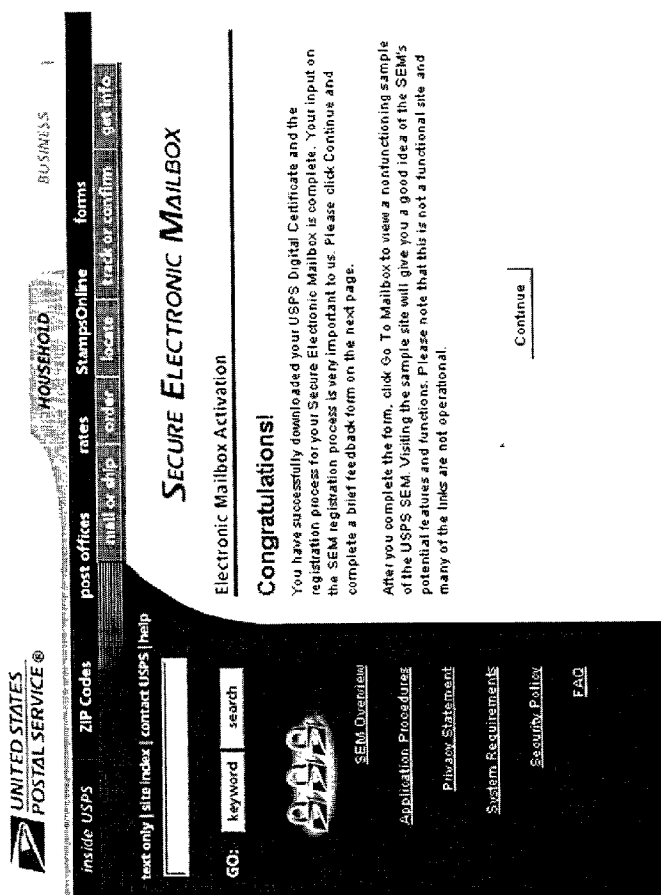 UNITED STATES
POSTAL SERVICE ®
HOUSEHOLD
BUSINESS
inside USPS ZIP Codes post offices rates StampsOnline forms
mail or ship order locate track or confirm get info
text only | site index | contact USPS | help
GO: keyword search
SEM Overview
Application Procedures
Privacy Statement
System Requirements
Security Policy
FAQ
SECURE ELECTRONIC MAILBOX
Electronic Mailbox Activation
Congratulations!
You have successfully downloaded your USPS Digital Certificate and the
registration process for your Secure Electronic Mailbox is complete. Your input on
the SEM registration process is very important to us. Please click Continue and
complete a brief feedback form on the next page.
After you complete the form, click Go To Mailbox to view a nonfunctioning sample
of the USPS SEM. Visiting the sample site will give you a good idea of the SEM's
potential features and functions. Please note that this is not a functional site and
many of the links are not operational.
Continue